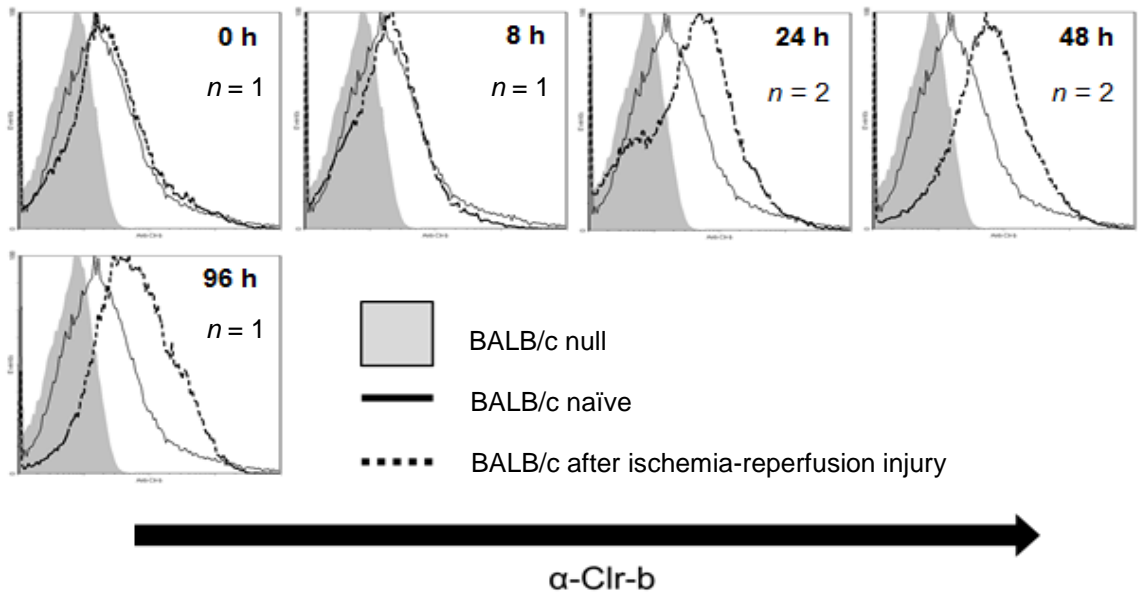 0 h
n = 1
8 h
n = 1
24 h
n = 2
48 h
n = 2
96 h
n = 1
BALB/c null
BALB/c naïve
BALB/c after ischemia-reperfusion injury
α-Clr-b